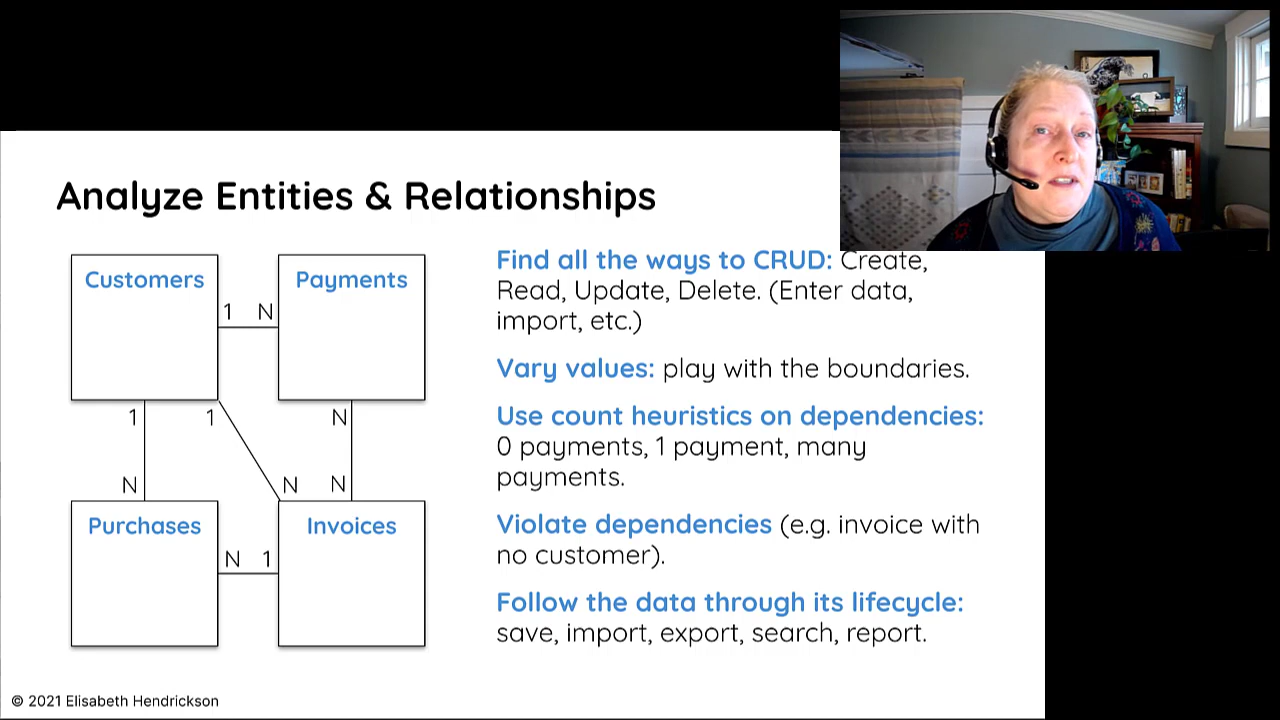 Analyze Entities & Relationships
Customers
Payments
1 N
1
1
N
N
N
N
Purchases
Invoices
N 1
Find all the ways to CRUD: Create,
Read, Update, Delete. (Enter data,
import, etc.)
Vary values: play with the boundaries.
Use count heuristics on dependencies:
0 payments, 1 payment, many
payments.
Violate dependencies (e.g. invoice with
no customer).
Follow the data through its lifecycle:
save, import, export, search, report.
© 2021 Elisabeth Hendrickson